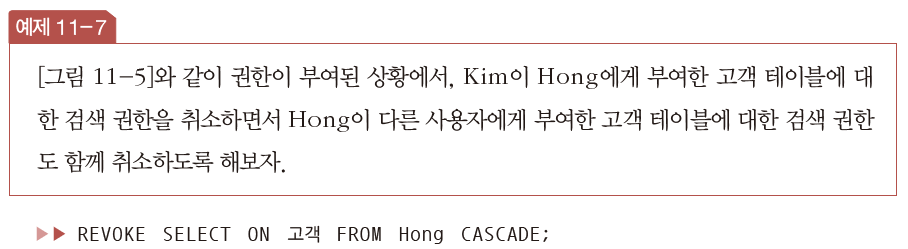 예제 11-7
[그림 11-5]와 같이 권한이 부여된 상황에서, Kim이 Hong에게 부여한 고객 테이블에 대
한 검색 권한을 취소하면서 Hong이 다른 사용자에게 부여한 고객 테이블에 대한 검색 권한
도 함께 취소하도록 해보자.
▶▶ REVOKE SELECT ON 고객 FROM Hong CASCADE;